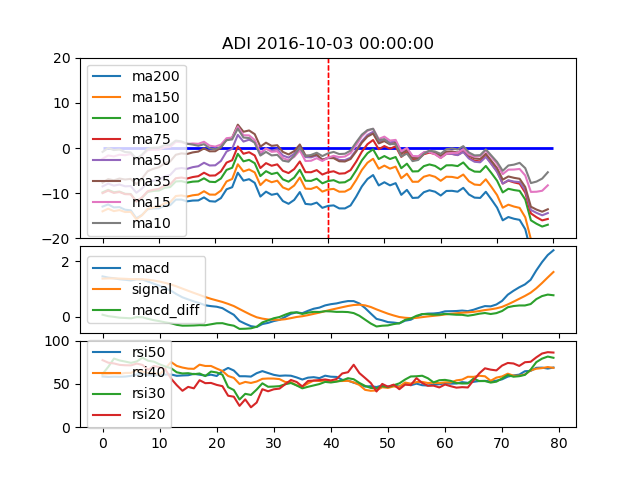 ADI 2016-10-03 00:00:00
20
10
0
−10
−20
ma200
ma150
ma100
ma75
ma50
ma35
ma15
ma10
2
0
macd
signal
macd_diff
100
50
0
rsi50
rsi40
rsi30
rsi20
0 10 20 30 40 50 60 70 80